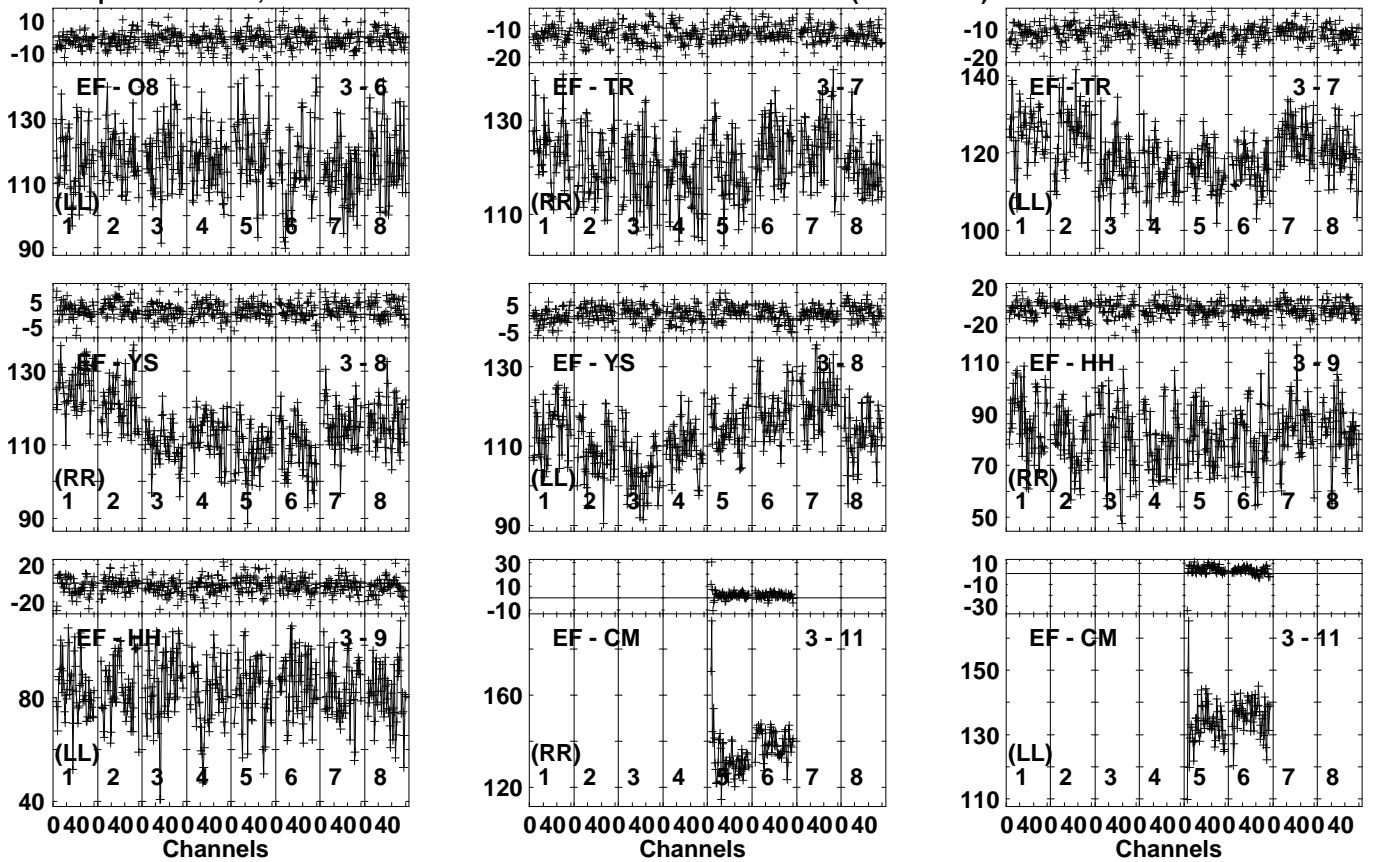 10
-10
EF - O8 3 - 6
130
110
90
(LL)
1 2 3 4 5 6 7 8
-10
-20
EF - TR 3 - 7
130
110
(RR)
1 2 3 4 5 6 7 8
-10
-20
EF - TR 3 - 7
140
120
100
(LL)
1 2 3 4 5 6 7 8
5
-5
EF - YS 3 - 8
130
110
90
(RR)
1 2 3 4 5 6 7 8
5
-5
EF - YS 3 - 8
130
110
90
(LL)
1 2 3 4 5 6 7 8
20
-20
EF - HH 3 - 9
110
90
70
50
(RR)
1 2 3 4 5 6 7 8
20
-20
EF - HH 3 - 9
80
40
(LL)
1 2 3 4 5 6 7 8
0 40 0 40 0 40 0 40 0 40 0 40 0 40 0 40
Channels
30
10
-10
EF - CM 3 - 11
160
120
(RR)
1 2 3 4 5 6 7 8
0 40 0 40 0 40 0 40 0 40 0 40 0 40 0 40
Channels
10
-10
-30
EF - CM 3 - 11
150
130
110
(LL)
1 2 3 4 5 6 7 8
0 40 0 40 0 40 0 40 0 40 0 40 0 40 0 40
Channels